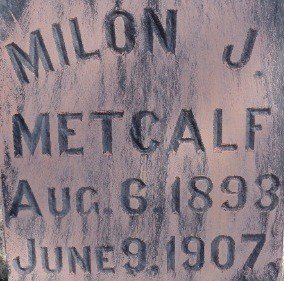 MILON J.
METCALF
AUG. 6, 1893
JUNE 9, 1907